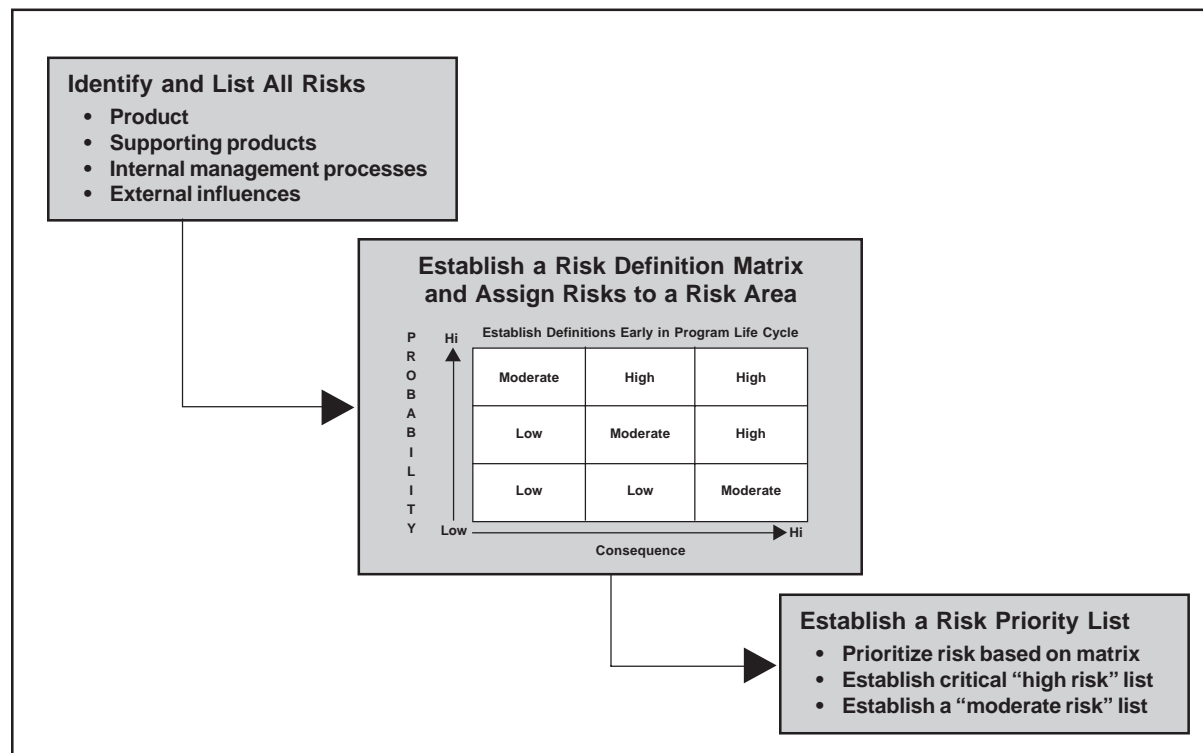 Identify and List All Risks
• Product
• Supporting products
• Internal management processes
• External influences
Establish a Risk Definition Matrix
and Assign Risks to a Risk Area
Establish Definitions Early in Program Life Cycle
PROBABILITY
Hi
Moderate High High
Low Moderate High
Low Low Moderate
Low
Hi
Consequence
Establish a Risk Priority List
• Prioritize risk based on matrix
• Establish critical “high risk” list
• Establish a “moderate risk” list